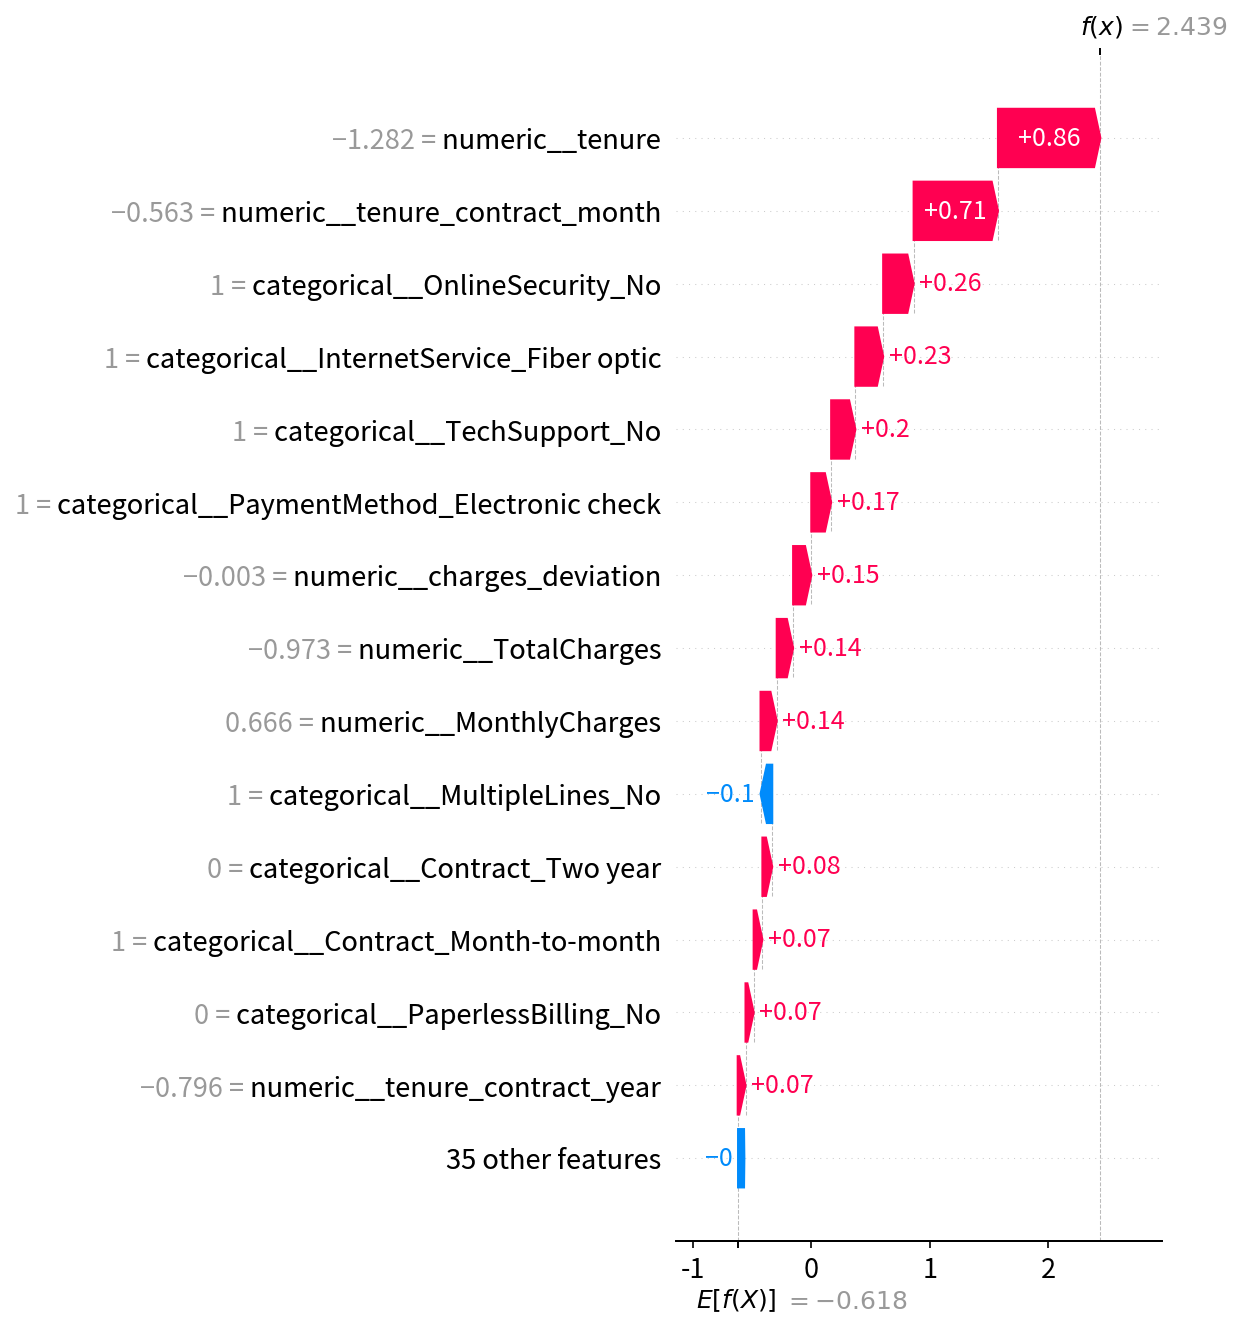 f(x) = 2.439
−1.282 = numeric__tenure +0.86
−0.563 = numeric__tenure_contract_month +0.71
1 = categorical__OnlineSecurity_No +0.26
1 = categorical__InternetService_Fiber optic +0.23
1 = categorical__TechSupport_No +0.2
1 = categorical__PaymentMethod_Electronic check +0.17
−0.003 = numeric__charges_deviation +0.15
−0.973 = numeric__TotalCharges +0.14
0.666 = numeric__MonthlyCharges +0.14
1 = categorical__MultipleLines_No −0.1
0 = categorical__Contract_Two year +0.08
1 = categorical__Contract_Month-to-month +0.07
0 = categorical__PaperlessBilling_No +0.07
−0.796 = numeric__tenure_contract_year +0.07
35 other features −0
-1 0 1 2
E[f(X)] = −0.618